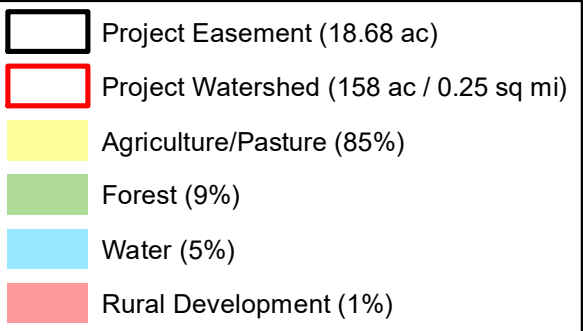 Project Easement (18.68 ac)
Project Watershed (158 ac / 0.25 sq mi)
Agriculture/Pasture (85%)
Forest (9%)
Water (5%)
Rural Development (1%)